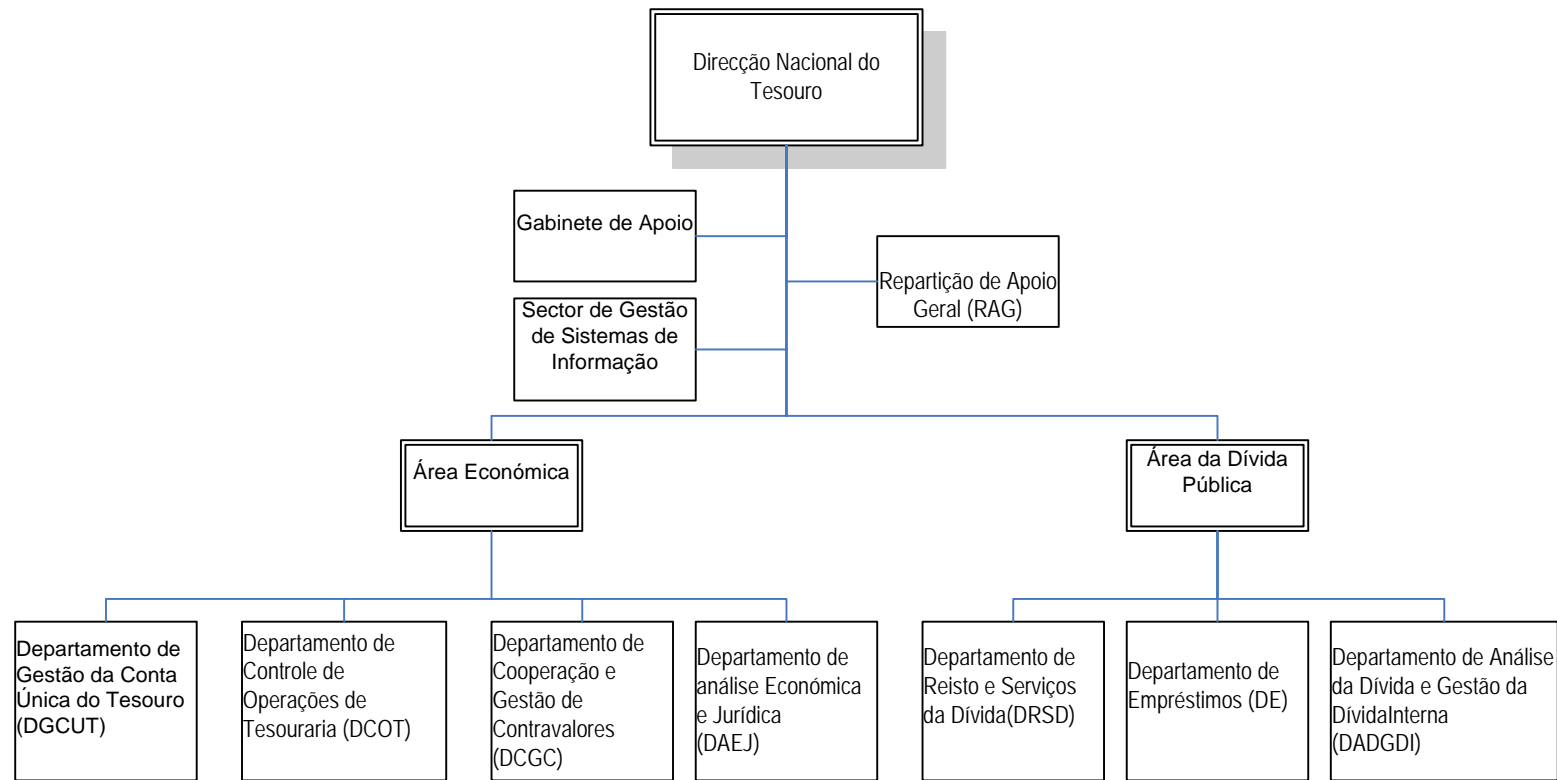 Direcção Nacional do
Tesouro
Gabinete de Apoio
Repartição de Apoio
Geral (RAG)
Sector de Gestão
de Sistemas de
Informação
Área Económica
Área da Dívida
Pública
Departamento de
Gestão da Conta
Única do Tesouro
(DGCUT)
Departamento de
Controle de
Operações de
Tesouraria (DCOT)
Departamento de
Cooperação e
Gestão de
Contravalores
(DCGC)
Departamento de
análise Económica
e Jurídica
(DAEJ)
Departamento de
Reisto e Serviços
da Dívida(DRSD)
Departamento de
Empréstimos (DE)
Departamento de Análise
da Dívida e Gestão da
DívidaInterna
(DADGDI)